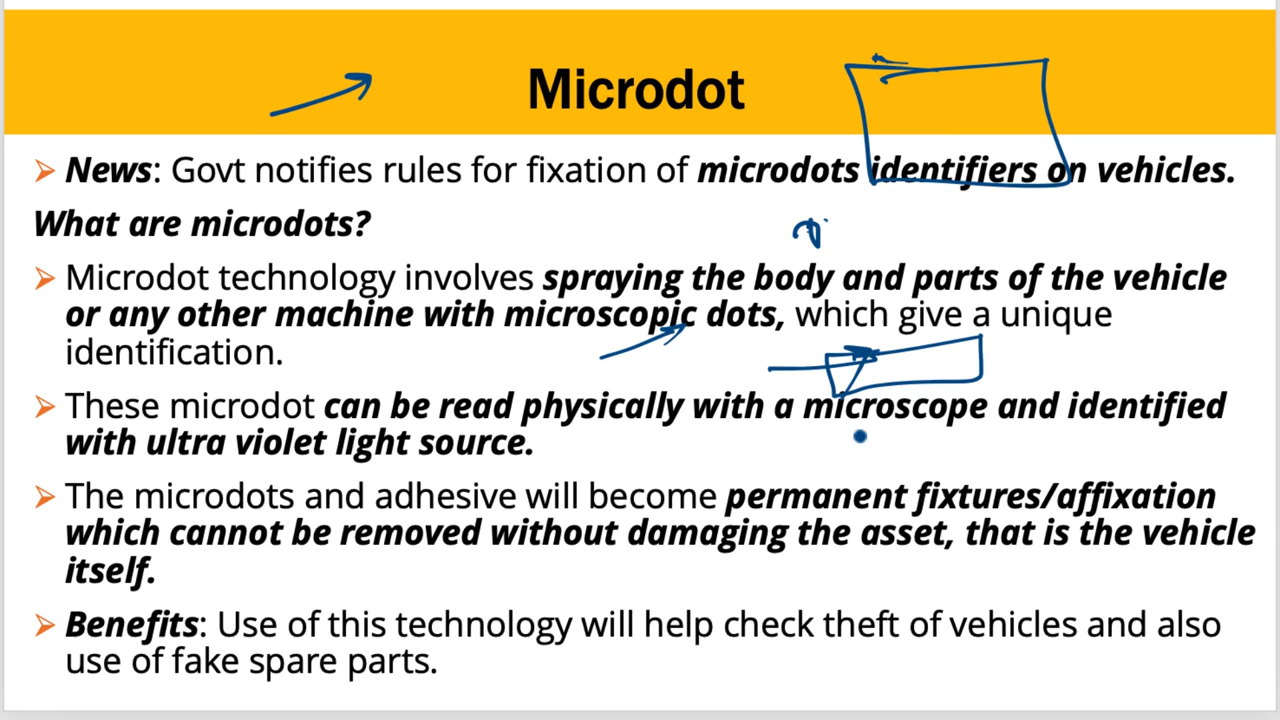 Microdot
➢ News: Govt notifies rules for fixation of microdots identifiers on vehicles.
What are microdots?
➢ Microdot technology involves spraying the body and parts of the vehicle
or any other machine with microscopic dots, which give a unique
identification.
➢ These microdot can be read physically with a microscope and identified
with ultra violet light source.
➢ The microdots and adhesive will become permanent fixtures/affixation
which cannot be removed without damaging the asset, that is the vehicle
itself.
➢ Benefits: Use of this technology will help check theft of vehicles and also
use of fake spare parts.